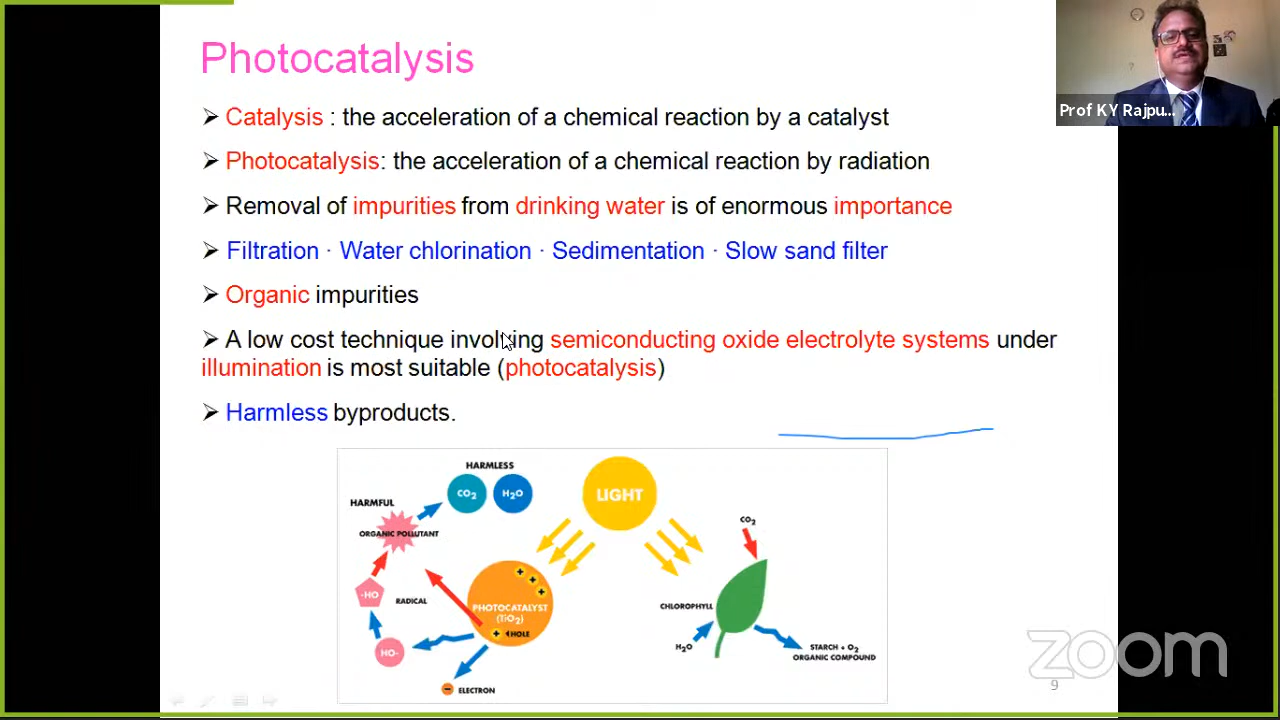 Photocatalysis
Prof KY Rajpu...
➢ Catalysis : the acceleration of a chemical reaction by a catalyst
➢ Photocatalysis: the acceleration of a chemical reaction by radiation
➢ Removal of impurities from drinking water is of enormous importance
➢ Filtration · Water chlorination · Sedimentation · Slow sand filter
➢ Organic impurities
➢ A low cost technique involving semiconducting oxide electrolyte systems under
illumination is most suitable (photocatalysis)
➢ Harmless byproducts.
HARMLESS
CO2 H2O
HARMFUL
ORGANIC POLLUTANT
·HO
RADICAL
HO-
PHOTOCATALYST
(TiO2)
+ HOLE
- ELECTRON
LIGHT
CO2
CHLOROPHYLL
H2O
STARCH + O2
ORGANIC COMPOUND
zoom
9